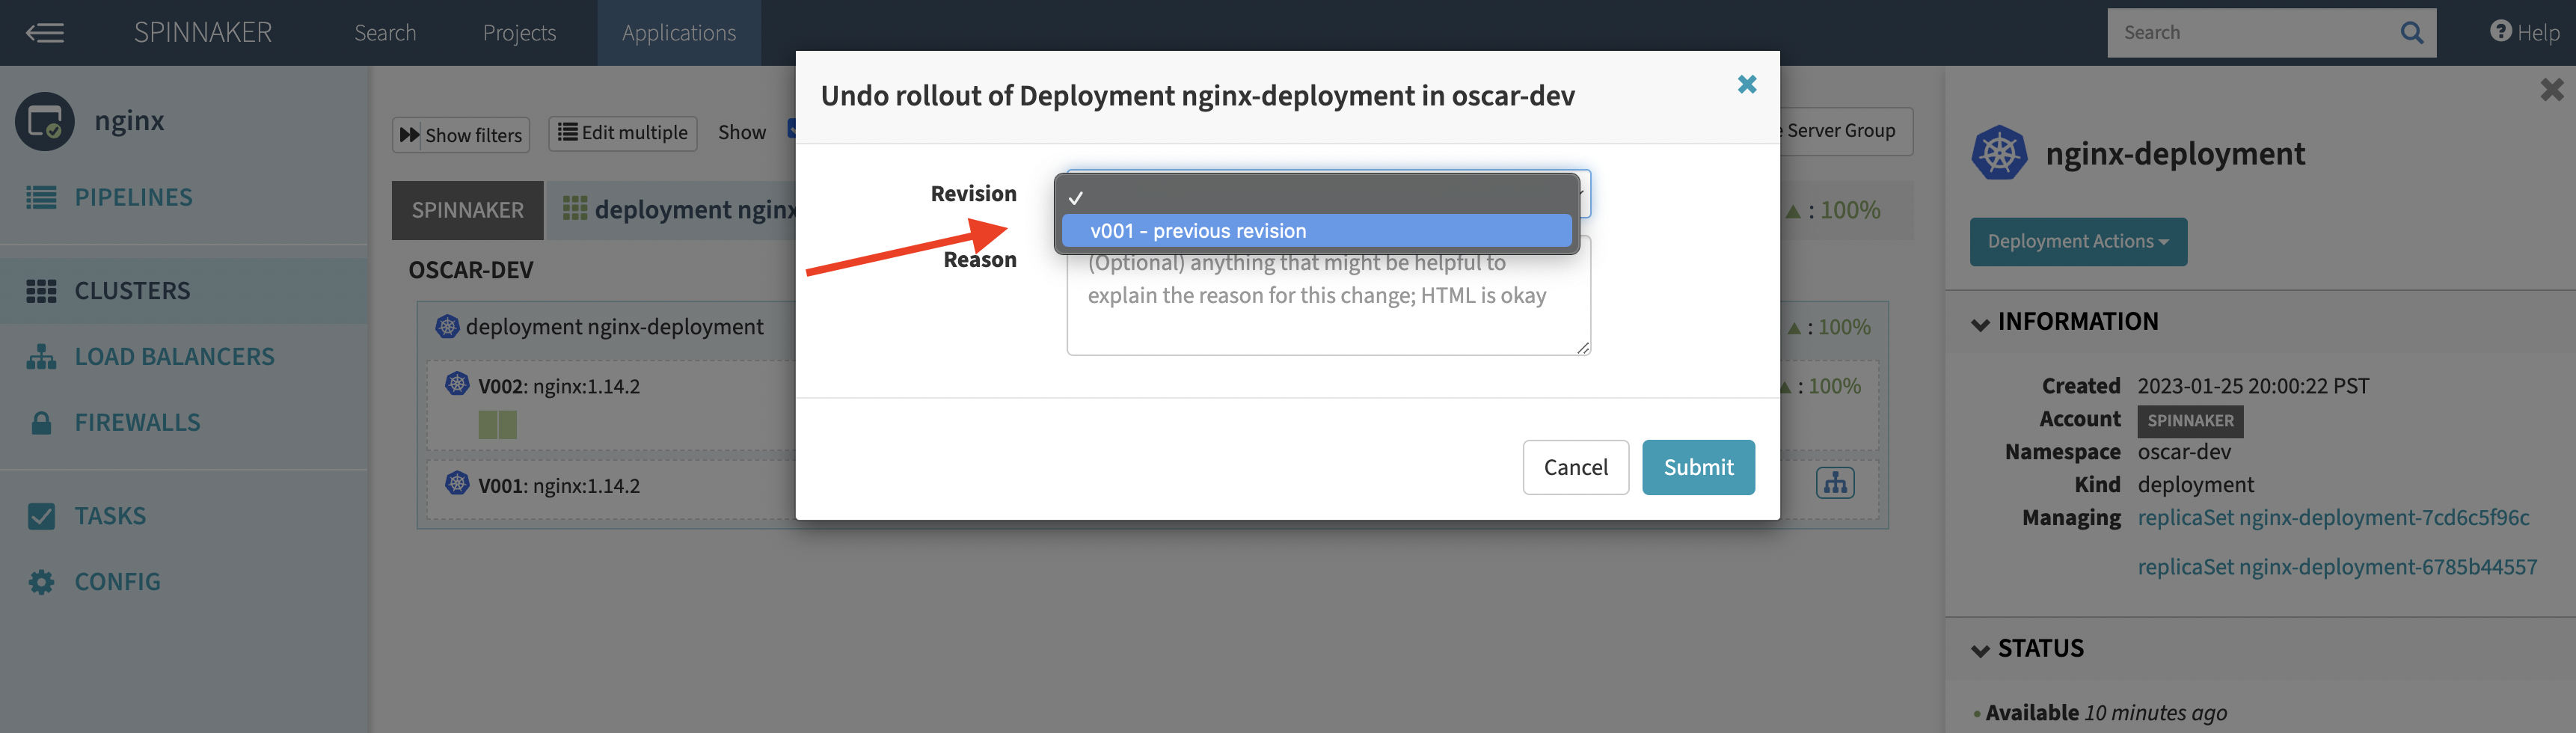 SPINNAKER
Search
Projects
Applications
Search
Help
nginx
PIPELINES
CLUSTERS
LOAD BALANCERS
FIREWALLS
TASKS
CONFIG
Show filters
Edit multiple
Show
Server Group
SPINNAKER
deployment nginx
: 100%
OSCAR-DEV
deployment nginx-deployment
: 100%
V002: nginx:1.14.2
: 100%
V001: nginx:1.14.2
Undo rollout of Deployment nginx-deployment in oscar-dev
Revision
v001 - previous revision
Reason
(Optional) anything that might be helpful to
explain the reason for this change; HTML is okay
Cancel
Submit
nginx-deployment
Deployment Actions
INFORMATION
Created 2023-01-25 20:00:22 PST
Account SPINNAKER
Namespace oscar-dev
Kind deployment
Managing replicaSet nginx-deployment-7cd6c5f96c
replicaSet nginx-deployment-6785b44557
STATUS
• Available 10 minutes ago